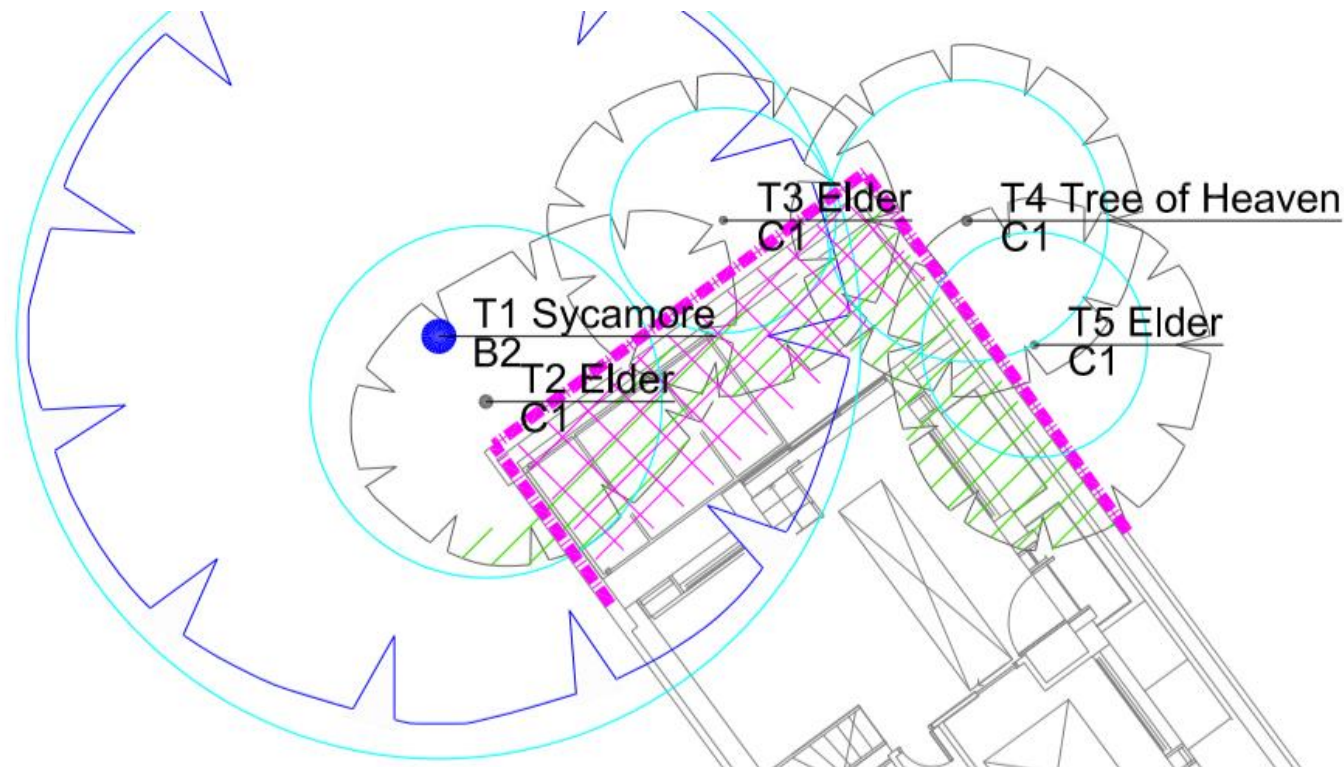 T3 Elder
C1
T4 Tree of Heaven
C1
T1 Sycamore
B2
T5 Elder
C1
T2 Elder
C1